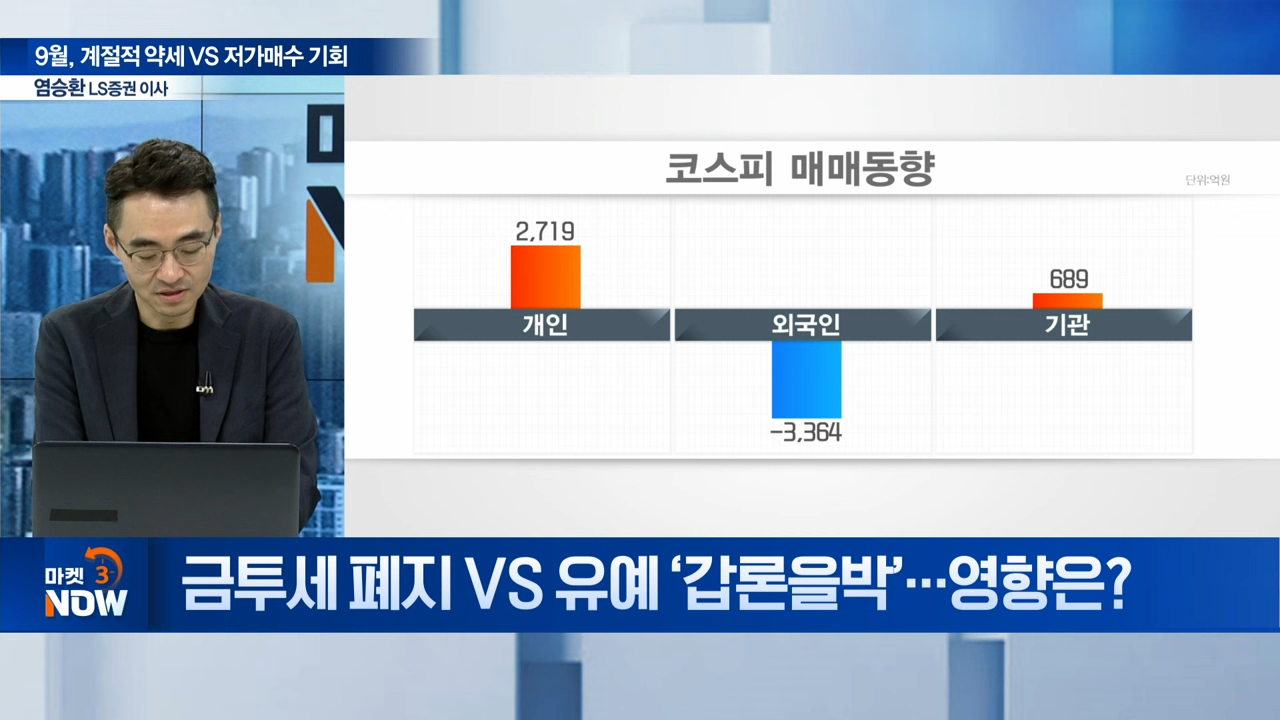 9월, 계절적 약세 VS 저가매수 기회
염승환 LS증권 이사
코스피 매매동향
단위:억원
2,719
689
개인
외국인
기관
-3,364
마켓 3
NOW
금투세 폐지 VS 유예 ‘갑론을박’…영향은?